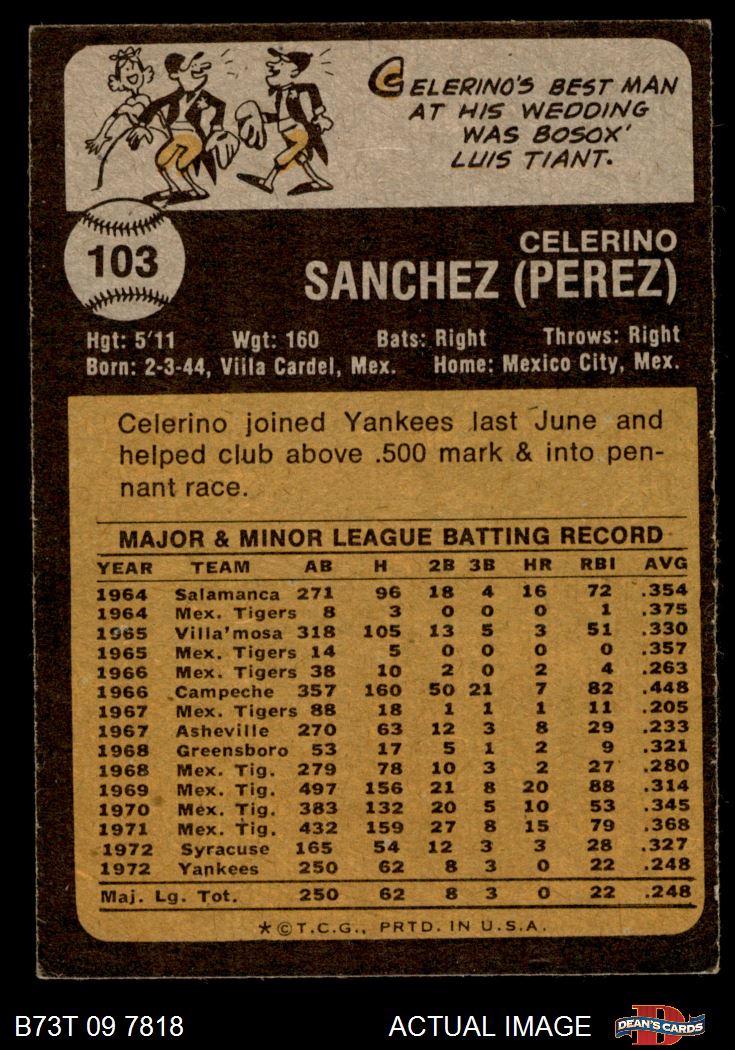 CELERINO'S BEST MAN
AT HIS WEDDING
WAS BOSOX'
LUIS TIANT.
103
CELERINO
SANCHEZ (PEREZ)
Hgt: 5'11 Wgt: 160 Bats: Right Throws: Right
Born: 2-3-44, Villa Cardel, Mex. Home: Mexico City, Mex.
Celerino joined Yankees last June and
helped club above .500 mark & into pen-
nant race.
MAJOR & MINOR LEAGUE BATTING RECORD
YEAR TEAM AB H 2B 3B HR RBI AVG
1964 Salamanca 271 96 18 4 16 72 .354
1964 Mex. Tigers 8 3 0 0 0 1 .375
1965 Villa'mosa 318 105 13 5 3 51 .330
1965 Mex. Tigers 14 5 0 0 0 0 .357
1966 Mex. Tigers 38 10 2 0 2 4 .263
1966 Campeche 357 160 50 21 7 82 .448
1967 Mex. Tigers 88 18 1 1 1 11 .205
1967 Asheville 270 63 12 3 8 29 .233
1968 Greensboro 53 17 5 1 2 9 .321
1968 Mex. Tig. 279 78 10 3 2 27 .280
1969 Mex. Tig. 497 156 21 8 20 88 .314
1970 Mex. Tig. 383 132 20 5 10 53 .345
1971 Mex. Tig. 432 159 27 8 15 79 .368
1972 Syracuse 165 54 12 3 3 28 .327
1972 Yankees 250 62 8 3 0 22 .248
Maj. Lg. Tot. 250 62 8 3 0 22 .248
*©T.C.G., PRTD. IN U.S.A.
B73T 09 7818 ACTUAL IMAGE DEAN'S CARDS